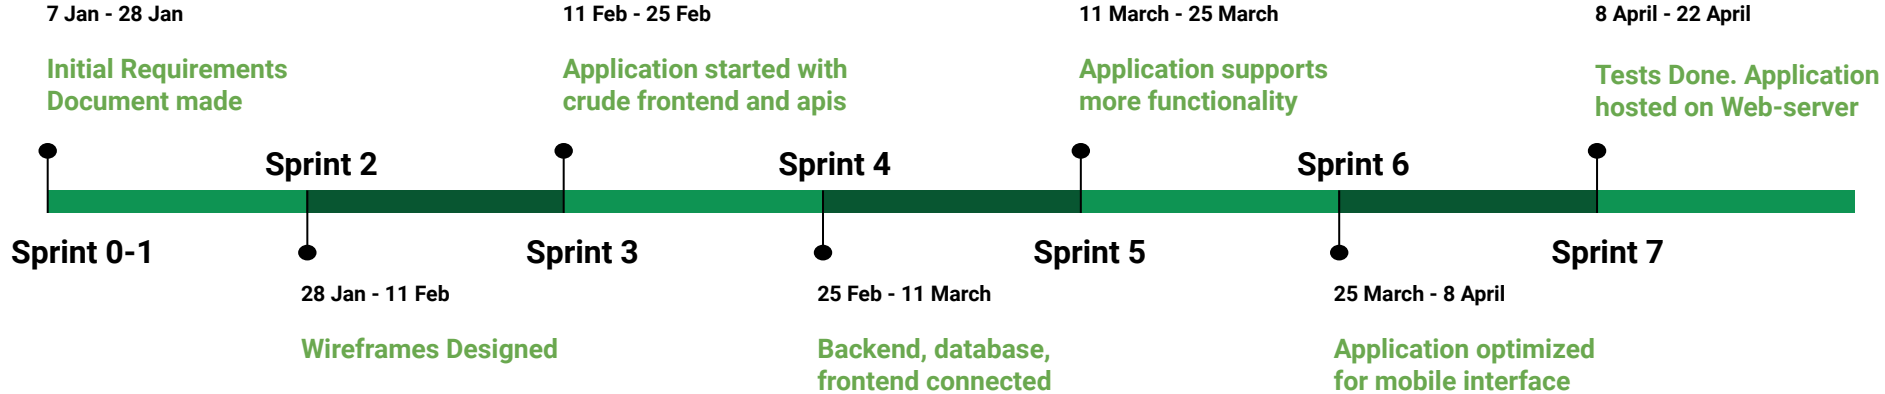 7 Jan - 28 Jan
Initial Requirements
Document made
11 Feb - 25 Feb
Application started with
crude frontend and apis
11 March - 25 March
Application supports
more functionality
8 April - 22 April
Tests Done. Application
hosted on Web-server
Sprint 2
Sprint 4
Sprint 6
Sprint 0-1
Sprint 3
Sprint 5
Sprint 7
28 Jan - 11 Feb
Wireframes Designed
25 Feb - 11 March
Backend, database,
frontend connected
25 March - 8 April
Application optimized
for mobile interface